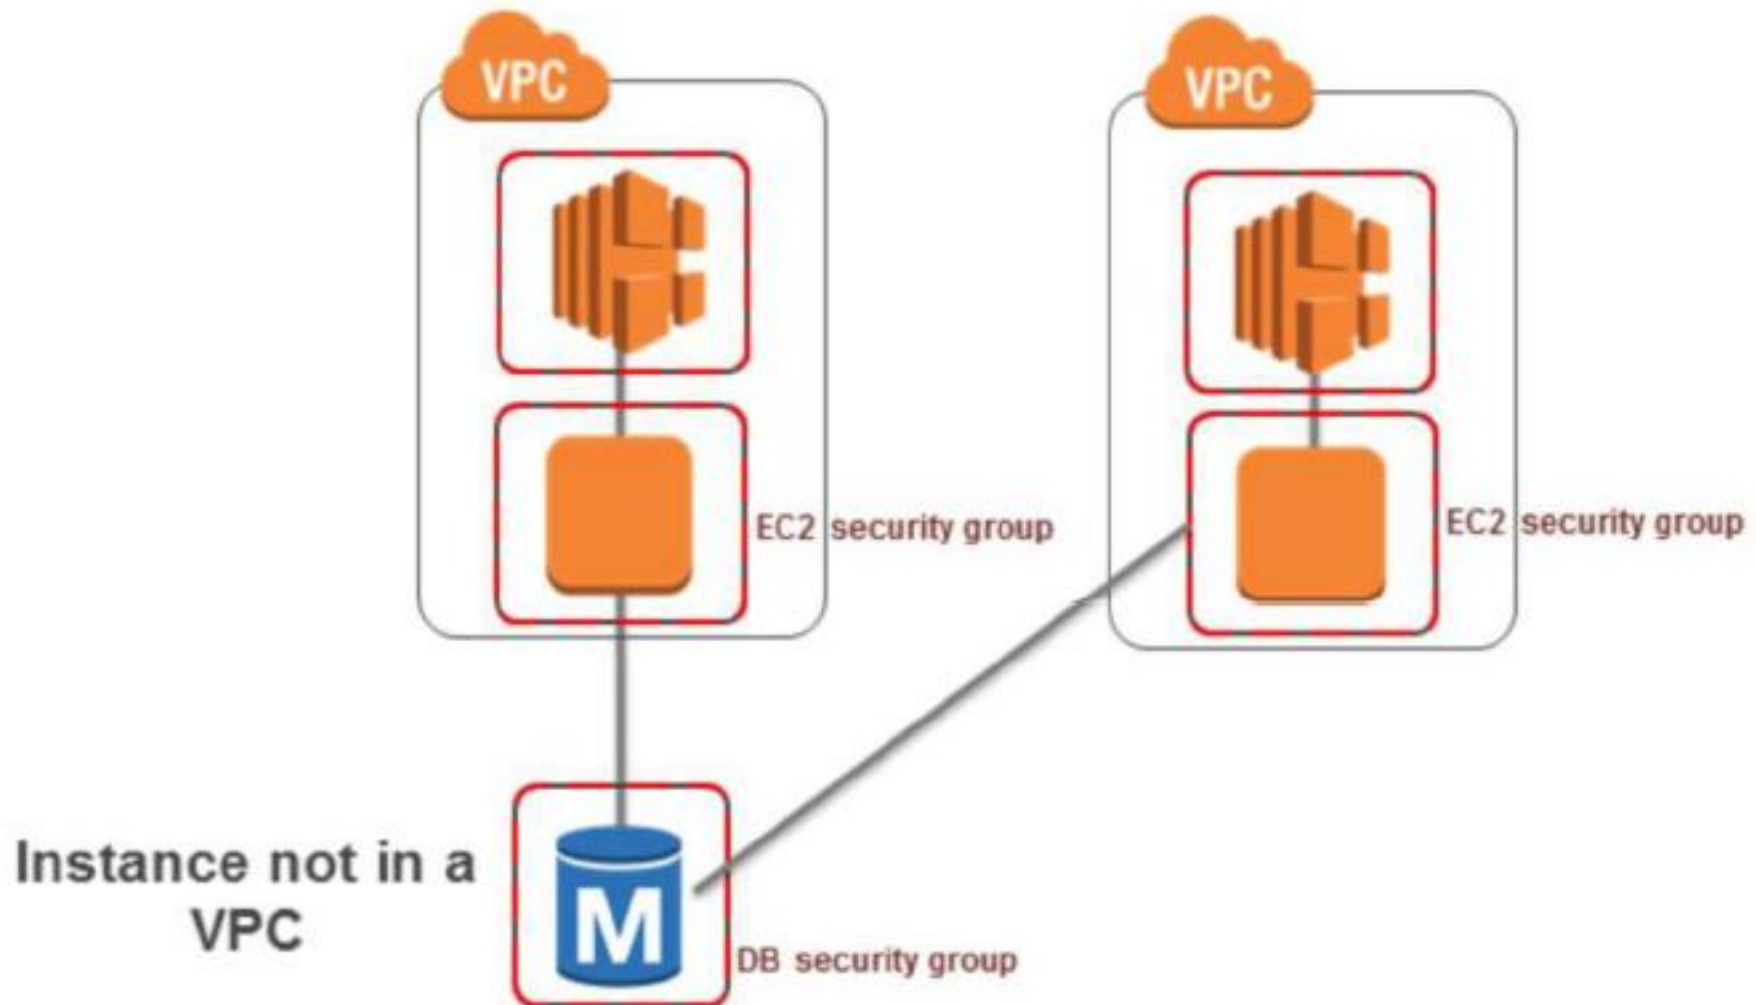 VPC
VPC
EC2 security group
EC2 security group
Instance not in a
VPC
M
DB security group